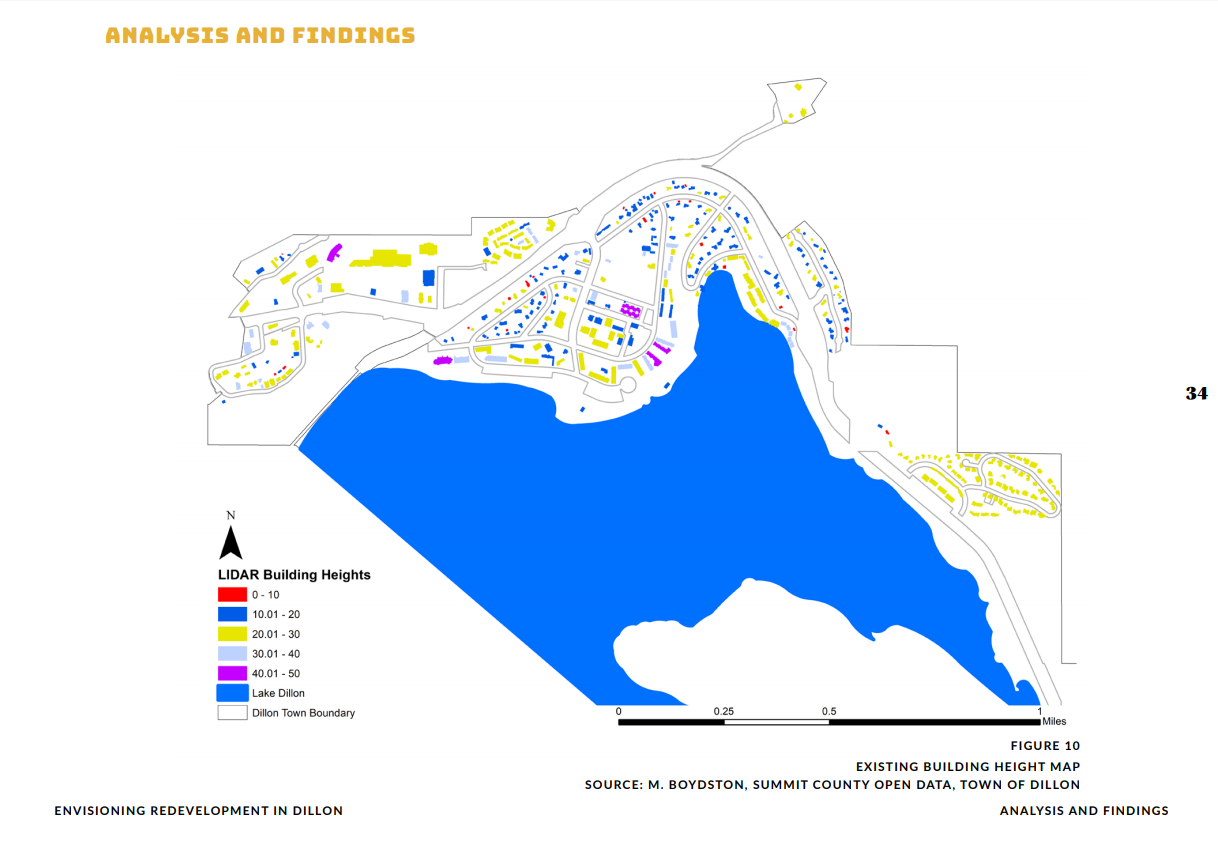 ANALYSIS AND FINDINGS
34
N
LIDAR Building Heights
0 - 10
10.01 - 20
20.01 - 30
30.01 - 40
40.01 - 50
Lake Dillon
Dillon Town Boundary
0 0.25 0.5 1
Miles
FIGURE 10
EXISTING BUILDING HEIGHT MAP
SOURCE: M. BOYDSTON, SUMMIT COUNTY OPEN DATA, TOWN OF DILLON
ENVISIONING REDEVELOPMENT IN DILLON
ANALYSIS AND FINDINGS